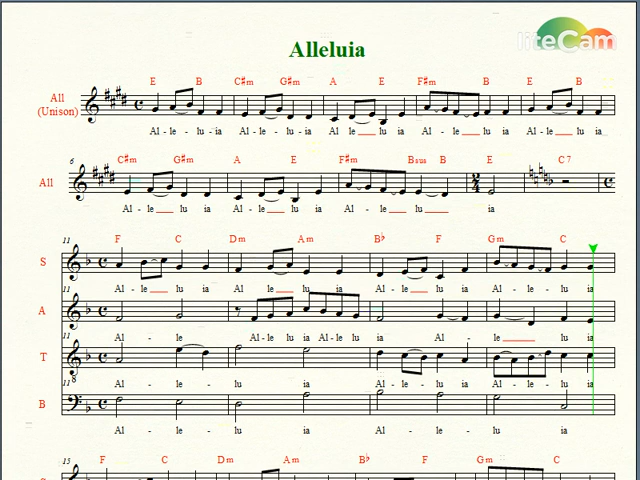 liteCam
Alleluia
E B C#m G#m A E F#m B E B
All
(Unison)
Al - le - lu - ia Al - le - lu - ia Al le lu ia Al - le lu ia Al - le lu ia
6 C#m G#m A E F#m Bsus B E C7
All
Al - le lu ia Al - le lu ia Al - le lu ia
11 F C Dm Am Bb F Gm C
S
Al - le lu ia Al - le lu ia Al - le lu ia Al - le lu ia
11
A
Al - le lu ia Al - le lu ia Al - le - lu ia
11
T
8
Al - le - lu ia Al - le - lu ia Al - le - lu ia
11
B
Al - le - lu ia Al - le - lu ia
15 F C Dm Am Bb F Gm C